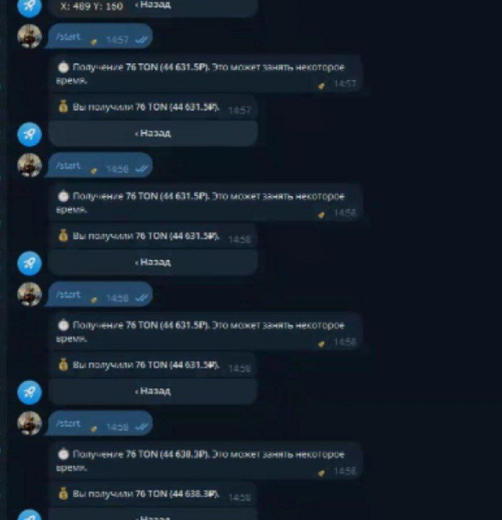 X: 489 Y: 160 ‹ Назад
/start 14:57
Получение 76 TON (44 631.5₽). Это может занять некоторое
время. 14:57
Вы получили 76 TON (44 631.5₽). 14:57
‹ Назад
/start 14:58
Получение 76 TON (44 631.5₽). Это может занять некоторое
время. 14:58
Вы получили 76 TON (44 631.5₽). 14:58
‹ Назад
/start 14:58
Получение 76 TON (44 631.5₽). Это может занять некоторое
время. 14:58
Вы получили 76 TON (44 631.5₽). 14:58
‹ Назад
/start 14:58
Получение 76 TON (44 638.3₽). Это может занять некоторое
время. 14:58
Вы получили 76 TON (44 638.3₽). 14:58
‹ Назад